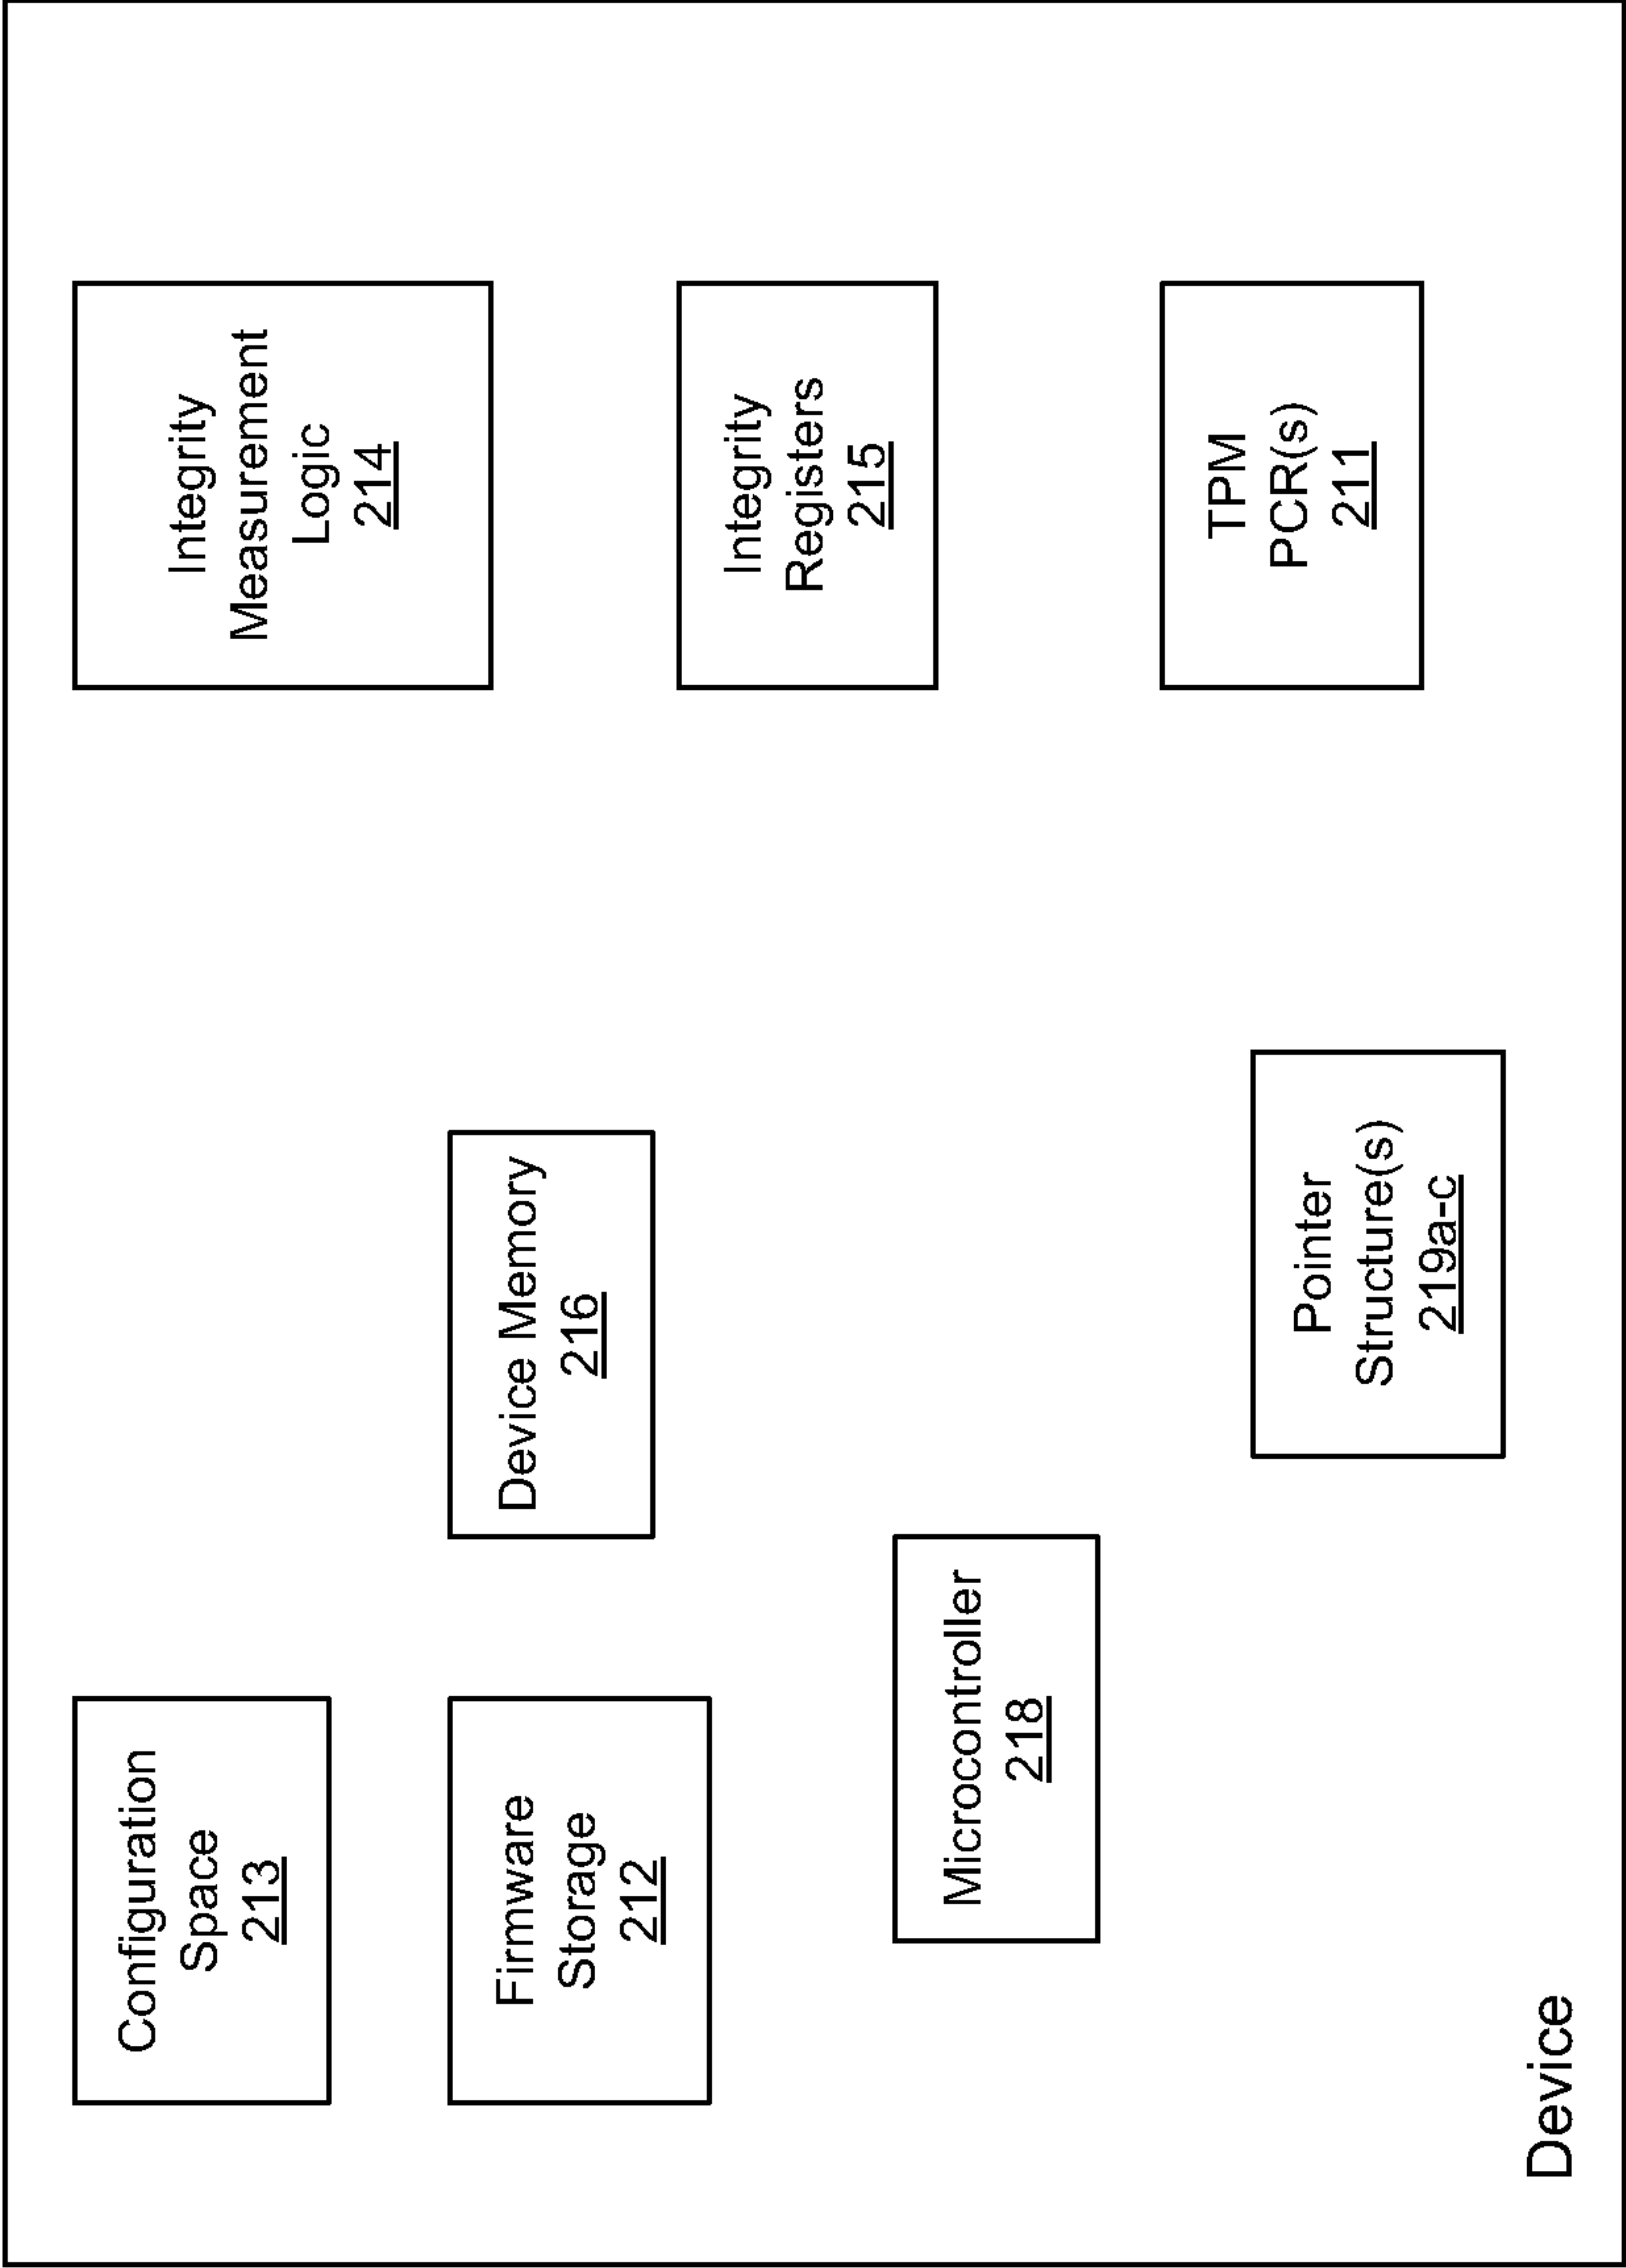 Configuration
Space
213
Firmware
Storage
212
Device Memory
216
Microcontroller
218
Pointer
Structure(s)
219a-c
Integrity
Measurement
Logic
214
Integrity
Registers
215
TPM
PCR(s)
211
Device